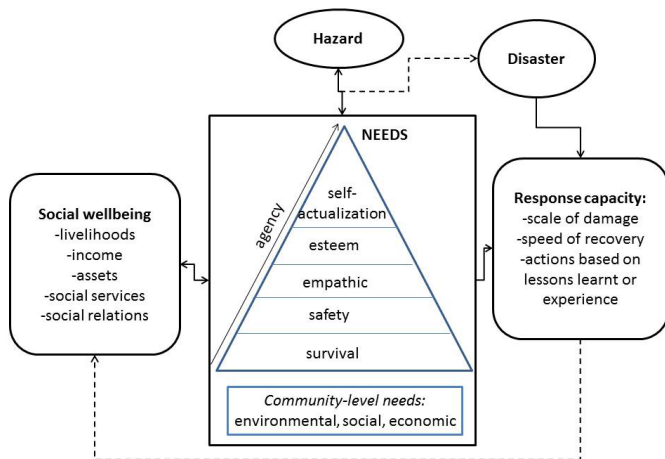 Hazard
Disaster
NEEDS
agency
self-
actualization
esteem
empathic
safety
survival
Community-level needs:
environmental, social, economic
Social wellbeing
-livelihoods
-income
-assets
-social services
-social relations
Response capacity:
-scale of damage
-speed of recovery
-actions based on
lessons learnt or
experience